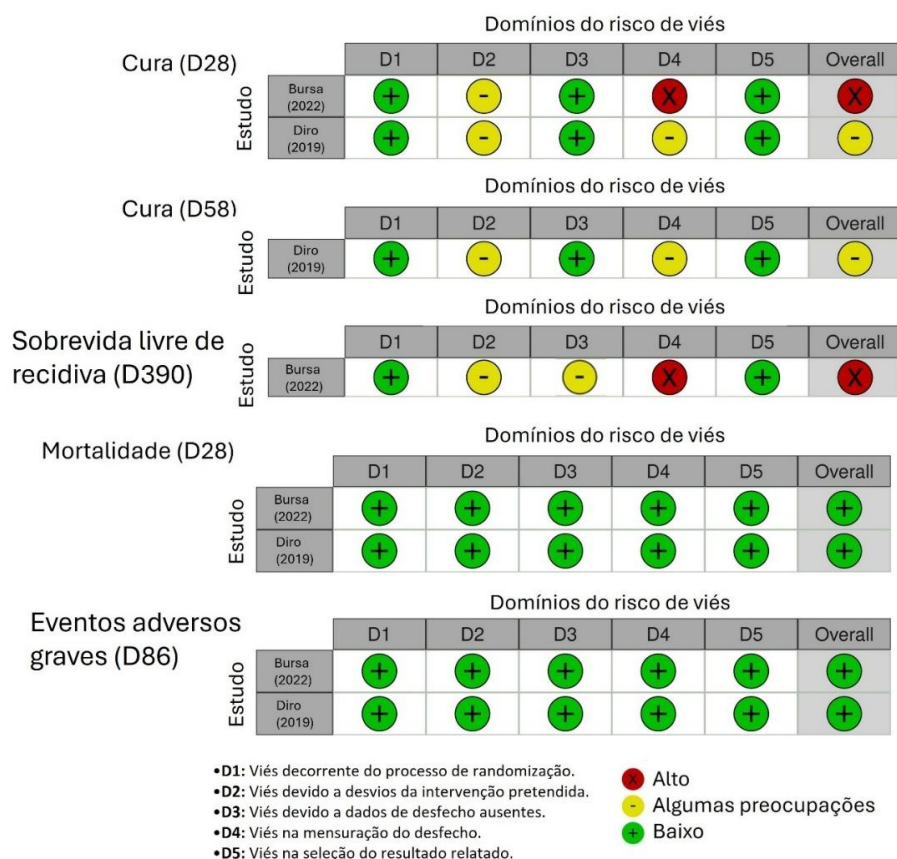 Domínios do risco de viés
Cura (D28)
D1 D2 D3 D4 D5 Overall
Estudo
Bursa (2022) + - + X + X
Diro (2019) + - + - + -
Domínios do risco de viés
Cura (D58)
D1 D2 D3 D4 D5 Overall
Estudo
Diro (2019) + - + - + -
Domínios do risco de viés
Sobrevida livre de
recidiva (D390)
D1 D2 D3 D4 D5 Overall
Estudo
Bursa (2022) + - - X + X
Domínios do risco de viés
Mortalidade (D28)
D1 D2 D3 D4 D5 Overall
Estudo
Bursa (2022) + + + + + +
Diro (2019) + + + + + +
Domínios do risco de viés
Eventos adversos
graves (D86)
D1 D2 D3 D4 D5 Overall
Estudo
Bursa (2022) + + + + + +
Diro (2019) + + + + + +
•D1: Viés decorrente do processo de randomização.
•D2: Viés devido a desvios da intervenção pretendida.
•D3: Viés devido a dados de desfecho ausentes.
•D4: Viés na mensuração do desfecho.
•D5: Viés na seleção do resultado relatado.
X Alto
- Algumas preocupações
+ Baixo